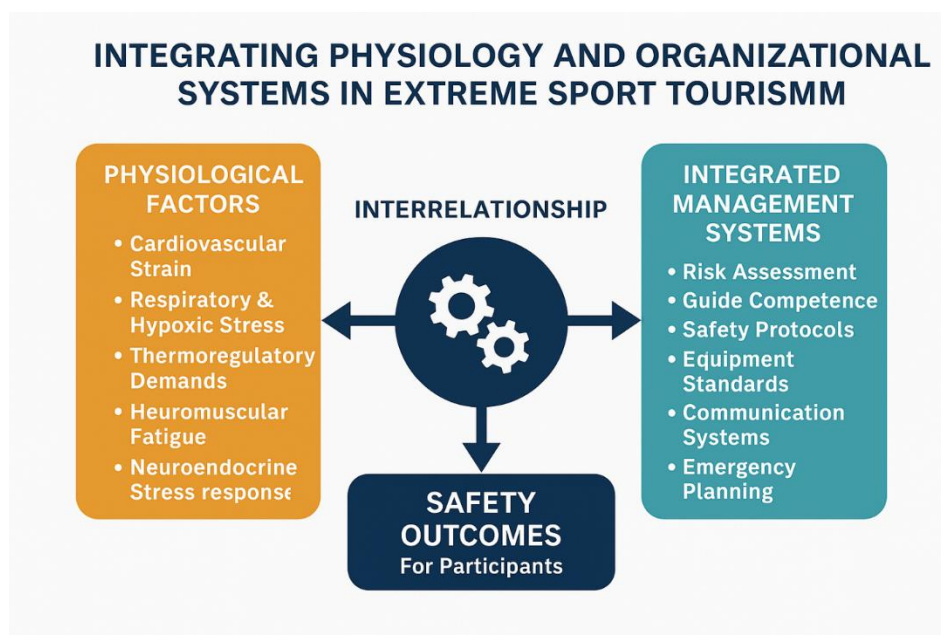 INTEGRATING PHYSIOLOGY AND ORGANIZATIONAL
SYSTEMS IN EXTREME SPORT TOURISMM
PHYSIOLOGICAL
FACTORS
• Cardiovascular
Strain
• Respiratory &
Hypoxic Stress
• Thermoregulatory
Demands
• Heuromuscular
Fatigue
• Neuroendocrine
Stress response
INTERRELATIONSHIP
INTEGRATED
MANAGEMENT
SYSTEMS
• Risk Assessment
• Guide Competence
• Safety Protocols
• Equipment
Standards
• Communication
Systems
• Emergency
Planning
SAFETY
OUTCOMES
For Participants